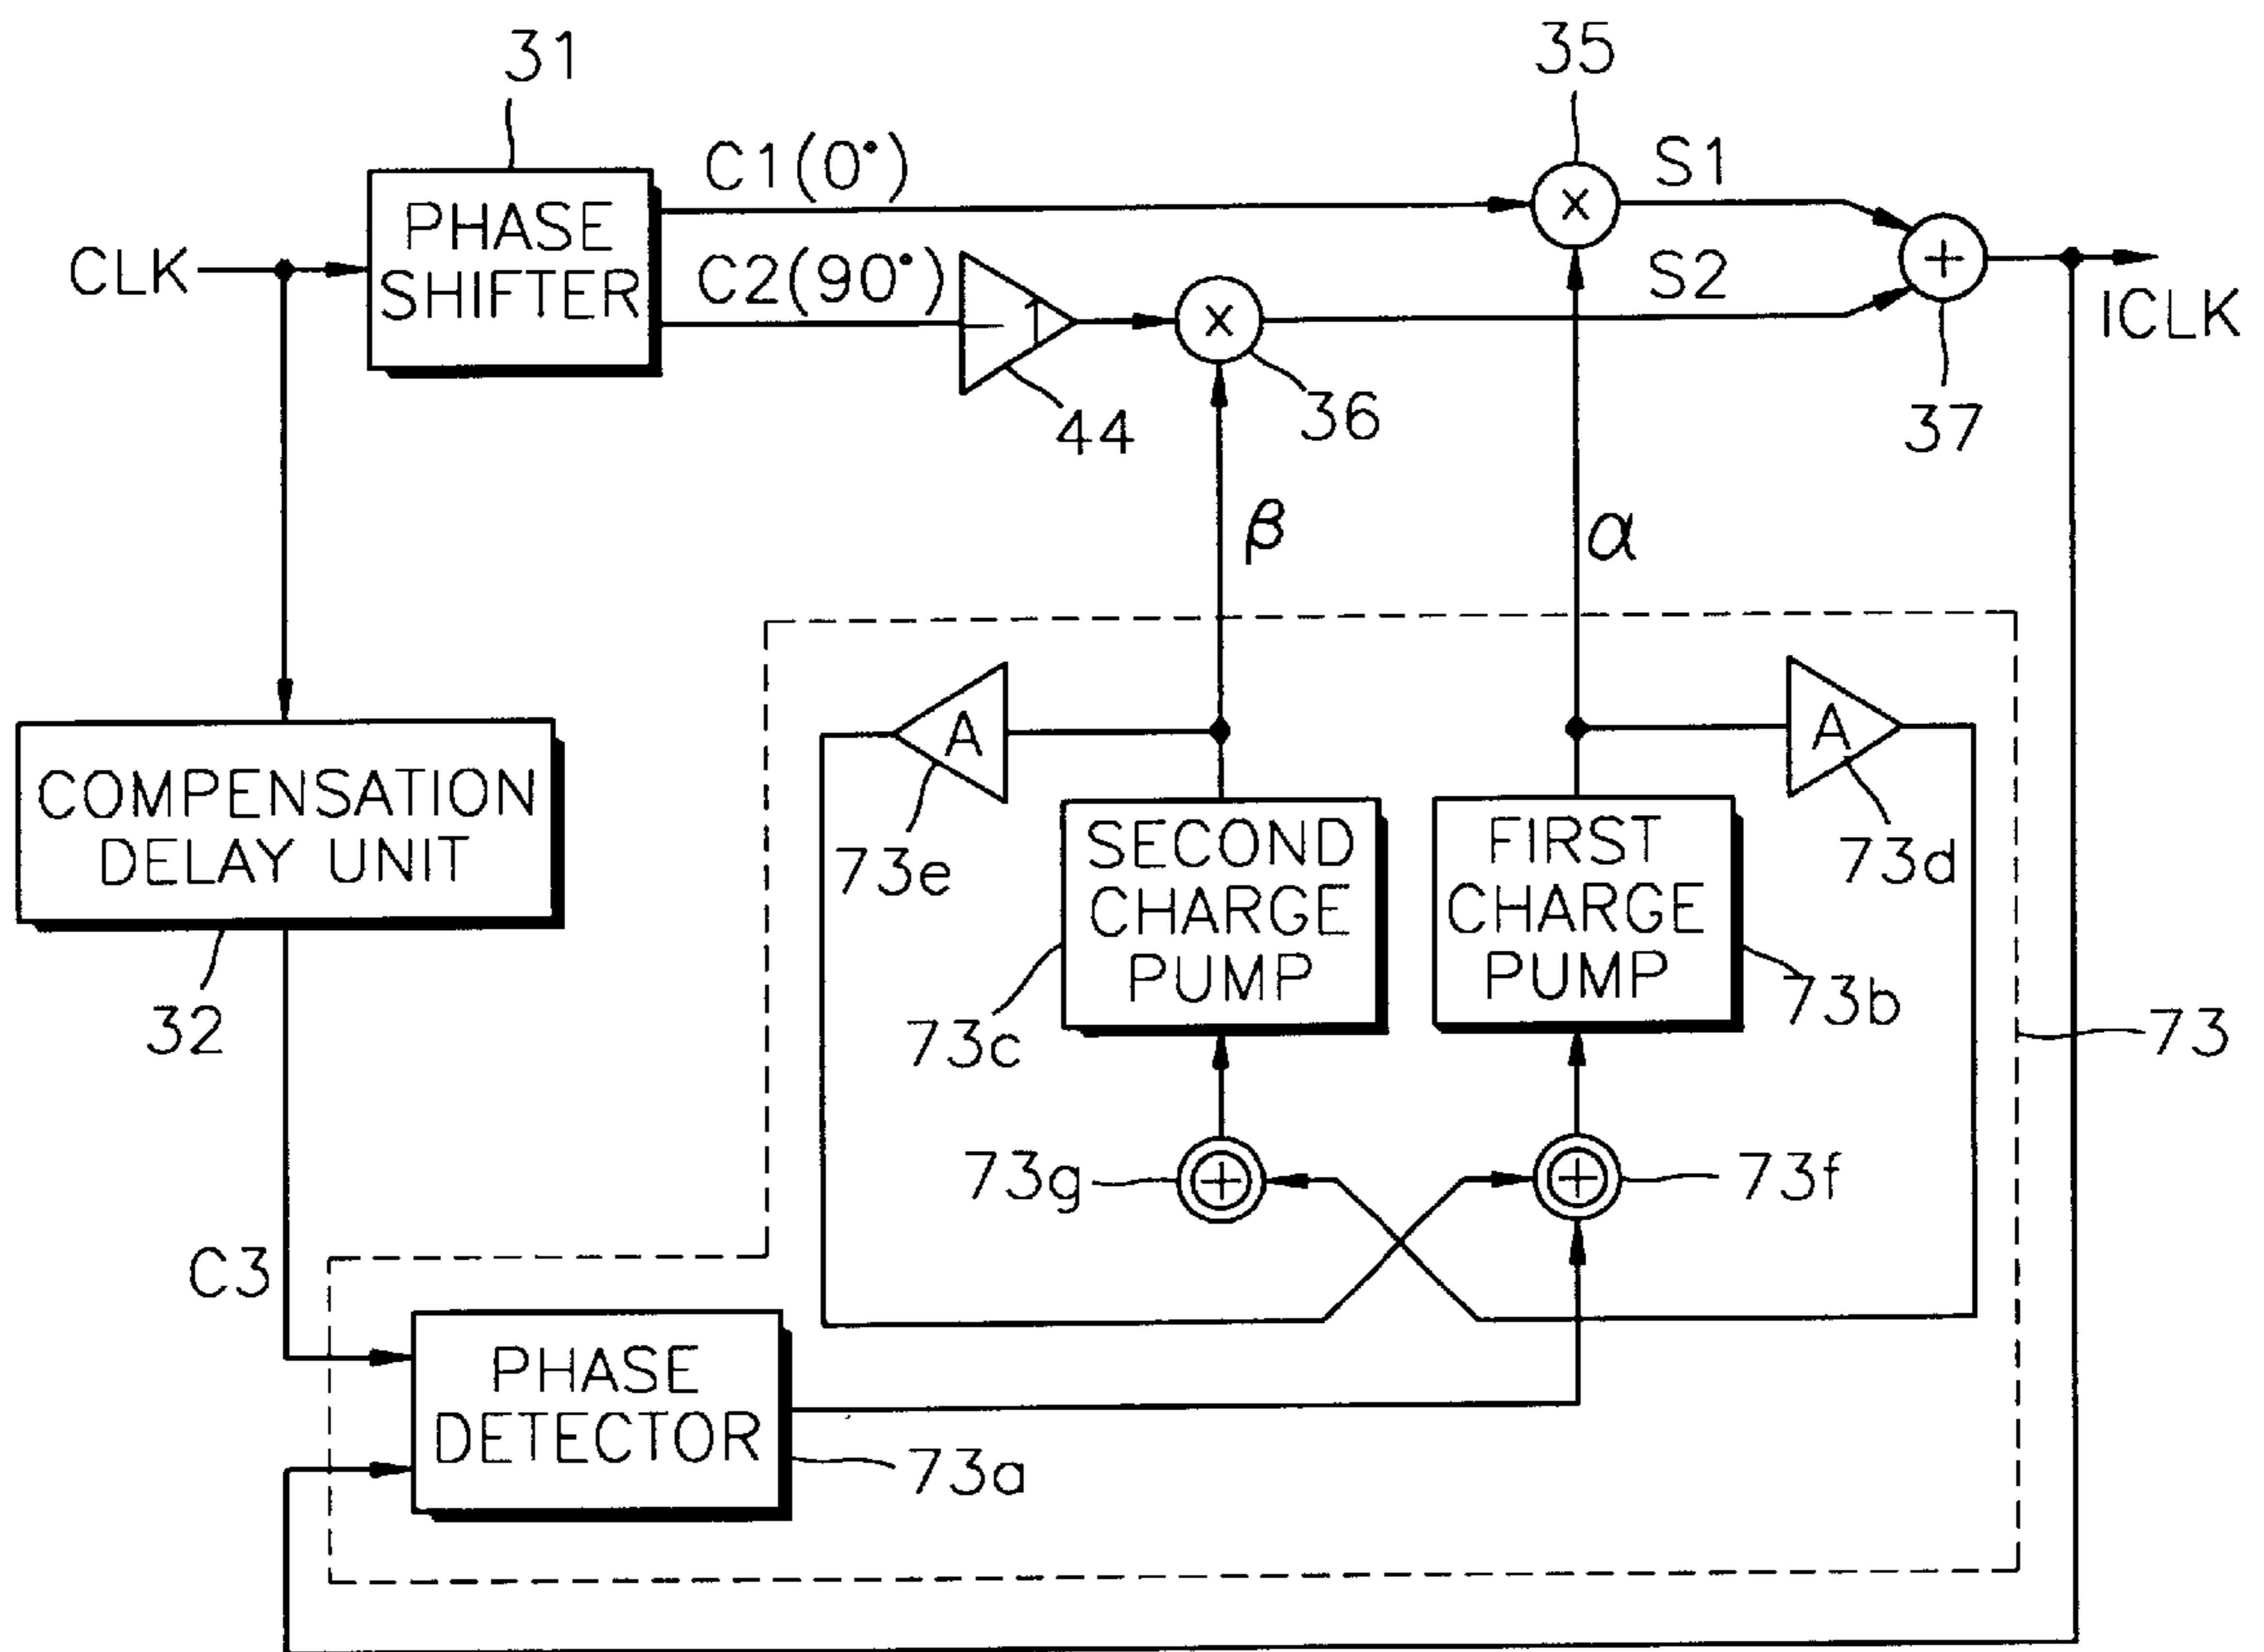 31
35
C1(0°)
S1
PHASE
SHIFTER
CLK
C2(90°)
-1
×
×
S2
+
ICLK
44
36
37
β
α
A
A
COMPENSATION
DELAY UNIT
73e
SECOND
CHARGE
PUMP
FIRST
CHARGE
PUMP
73d
32
73c
73b
73
73g
+
+
73f
C3
PHASE
DETECTOR
73a